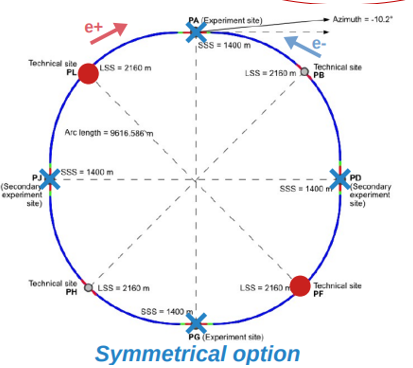 e+
PA (Experiment site)
Azimuth = -10.2°
SSS = 1400 m
e-
Technical site
PL
LSS = 2160 m
LSS = 2160 m
Technical site
PB
Arc length = 9616.586 m
PJ
(Secondary
experiment
site)
SSS = 1400 m
SSS = 1400 m
PD
(Secondary
experiment
site)
Technical site
PH
LSS = 2160 m
LSS = 2160 m
Technical site
PF
SSS = 1400 m
PG (Experiment site)
Symmetrical option